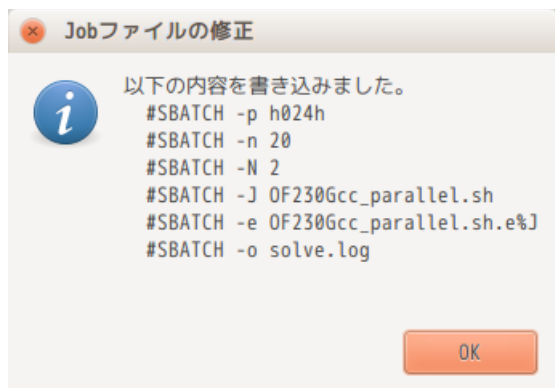 Jobファイルの修正
以下の内容を書き込みました。
#SBATCH -p h024h
#SBATCH -n 20
#SBATCH -N 2
#SBATCH -J OF230Gcc_parallel.sh
#SBATCH -e OF230Gcc_parallel.sh.e%J
#SBATCH -o solve.log
OK